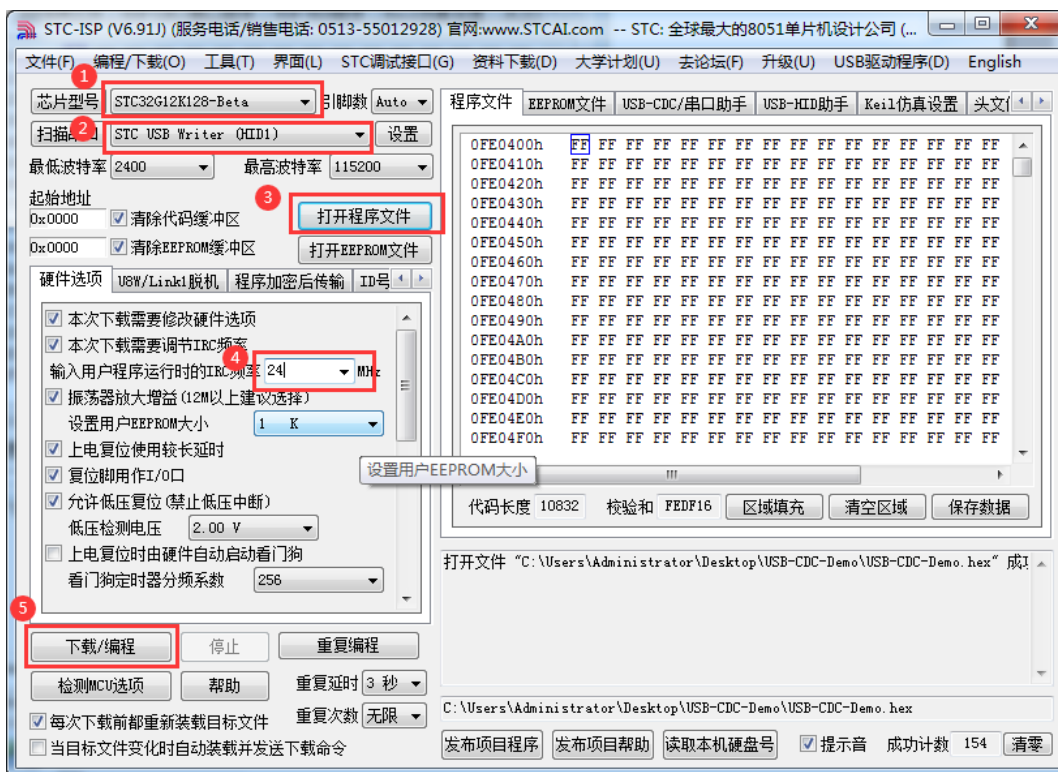 STC-ISP (V6.91J) (服务电话/销售电话: 0513-55012928) 官网:www.STCAI.com -- STC: 全球最大的8051单片机设计公司 (...
文件(F) 编程/下载(O) 工具(T) 界面(L) STC调试接口(G) 资料下载(D) 大学计划(U) 去论坛(F) 升级(U) USB驱动程序(D) English
1
芯片型号 STC32G12K128-Beta 引脚数 Auto
2
扫描 STC USB Writer (HID1) 设置
最低波特率 2400 最高波特率 115200
起始地址
0x0000 清除代码缓冲区
3
打开程序文件
0x0000 清除EEPROM缓冲区 打开EEPROM文件
硬件选项 U8W/Link1脱机 程序加密后传输 ID号
本次下载需要修改硬件选项
本次下载需要调节IRC频率
4
输入用户程序运行时的IRC频率 24 MHz
振荡器放大增益(12M以上建议选择)
设置用户EEPROM大小 1 K
上电复位使用较长延时
设置用户EEPROM大小
复位脚用作I/O口
允许低压复位(禁止低压中断)
低压检测电压 2.00 V
上电复位时由硬件自动启动看门狗
看门狗定时器分频系数 256
5
下载/编程 停止 重复编程
检测MCU选项 帮助 重复延时 3 秒
每次下载前都重新装载目标文件 重复次数 无限
当目标文件变化时自动装载并发送下载命令
程序文件 EEPROM文件 USB-CDC/串口助手 USB-HID助手 Keil仿真设置 头文
0FE0400h FF FF FF FF FF FF FF FF FF FF FF FF FF FF FF FF
0FE0410h FF FF FF FF FF FF FF FF FF FF FF FF FF FF FF FF
0FE0420h FF FF FF FF FF FF FF FF FF FF FF FF FF FF FF FF
0FE0430h FF FF FF FF FF FF FF FF FF FF FF FF FF FF FF FF
0FE0440h FF FF FF FF FF FF FF FF FF FF FF FF FF FF FF FF
0FE0450h FF FF FF FF FF FF FF FF FF FF FF FF FF FF FF FF
0FE0460h FF FF FF FF FF FF FF FF FF FF FF FF FF FF FF FF
0FE0470h FF FF FF FF FF FF FF FF FF FF FF FF FF FF FF FF
0FE0480h FF FF FF FF FF FF FF FF FF FF FF FF FF FF FF FF
0FE0490h FF FF FF FF FF FF FF FF FF FF FF FF FF FF FF FF
0FE04A0h FF FF FF FF FF FF FF FF FF FF FF FF FF FF FF FF
0FE04B0h FF FF FF FF FF FF FF FF FF FF FF FF FF FF FF FF
0FE04C0h FF FF FF FF FF FF FF FF FF FF FF FF FF FF FF FF
0FE04D0h FF FF FF FF FF FF FF FF FF FF FF FF FF FF FF FF
0FE04E0h FF FF FF FF FF FF FF FF FF FF FF FF FF FF FF FF
0FE04F0h FF FF FF FF FF FF FF FF FF FF FF FF FF FF FF FF
代码长度 10832 校验和 FEDF16 区域填充 清空区域 保存数据
打开文件 "C:\Users\Administrator\Desktop\USB-CDC-Demo\USB-CDC-Demo.hex" 成
C:\Users\Administrator\Desktop\USB-CDC-Demo\USB-CDC-Demo.hex
发布项目程序 发布项目帮助 读取本机硬盘号 提示音 成功计数 154 清零